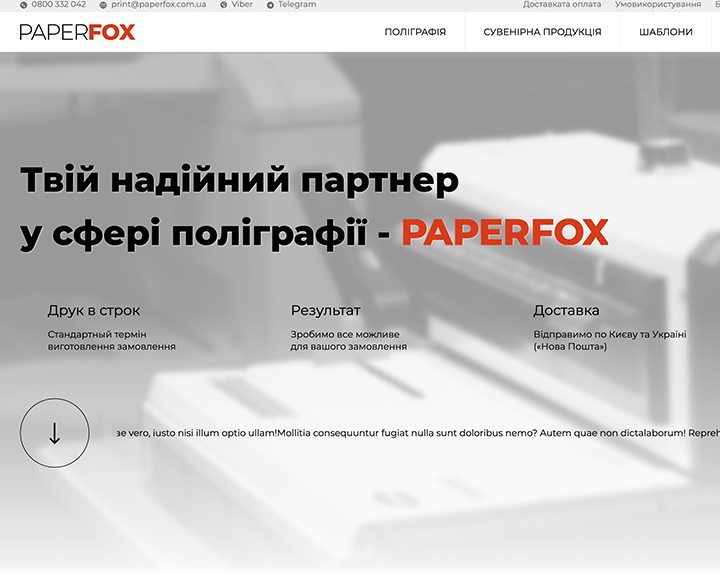 0800 332 042 print@paperfox.com.ua Viber Telegram Доставката оплата Умовикористування
PAPERFOX ПОЛІГРАФІЯ СУВЕНІРНА ПРОДУКЦІЯ ШАБЛОНИ
Твій надійний партнер
у сфері поліграфії - PAPERFOX
Друк в строк Результат Доставка
Стандартный термін Зробимо все можливе Відправимо по Києву та Україні
виготовлення замовлення для вашого замовлення («Нова Пошта»)
ae vero, iusto nisi illum optio ullam!Mollitia consequuntur fugiat nulla sunt doloribus nemo? Autem quae non dictalaborum! Repreh